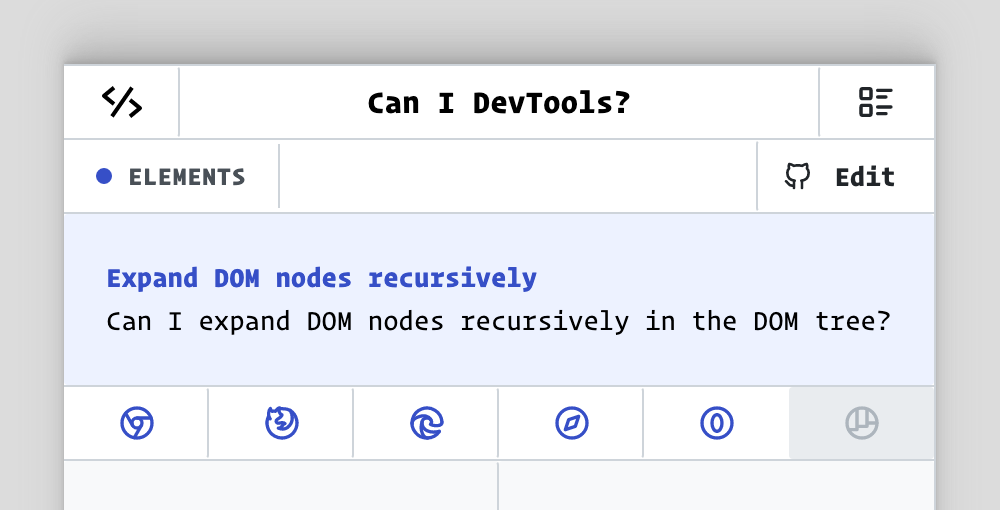 Can I DevTools?
ELEMENTS
Edit
Expand DOM nodes recursively
Can I expand DOM nodes recursively in the DOM tree?